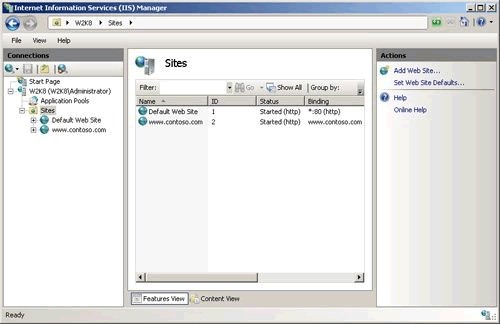 Internet Information Services (IIS) Manager
W2K8 Sites
File View Help
Connections
Start Page
W2K8 (W2K8\Administrator)
Application Pools
Sites
Default Web Site
www.contoso.com
Sites
Filter: Go Show All Group by:
Name ID Status Binding
Default Web Site 1 Started (http) *:80 (http)
www.contoso.com 2 Started (http) www.contoso.com
Features View Content View
Actions
Add Web Site...
Set Web Site Defaults...
Help
Online Help
Ready